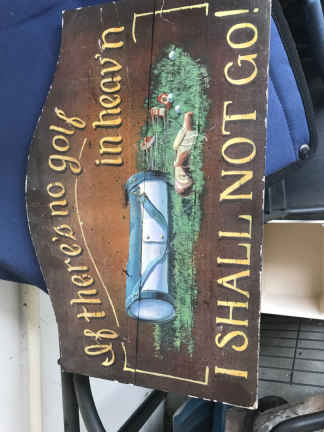 If there's no golf
in heav'n
I SHALL NOT GO!